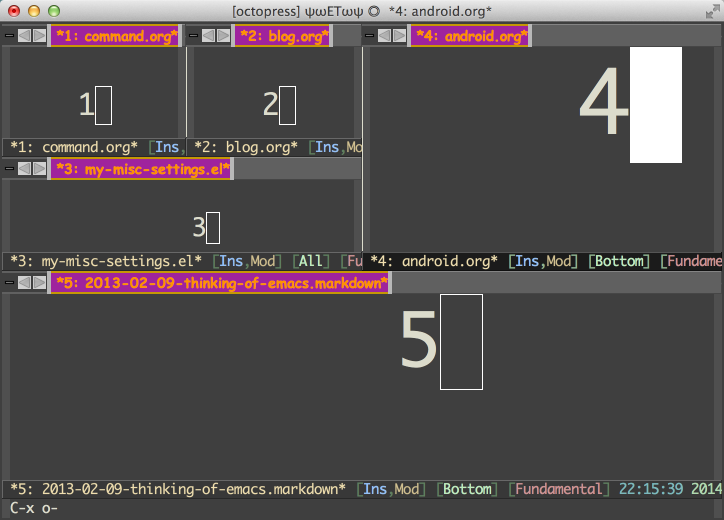 [octopress] ψωETωψ ◎ *4: android.org*
*1: command.org*
*2: blog.org*
*4: android.org*
1
2
4
*1: command.org* [Ins,
*2: blog.org* [Ins,Mo
*3: my-misc-settings.el*
3
*3: my-misc-settings.el* [Ins,Mod] [All] [Fu
*4: android.org* [Ins,Mod] [Bottom] [Fundame
*5: 2013-02-09-thinking-of-emacs.markdown*
5
*5: 2013-02-09-thinking-of-emacs.markdown* [Ins,Mod] [Bottom] [Fundamental] 22:15:39 2014
C-x o-